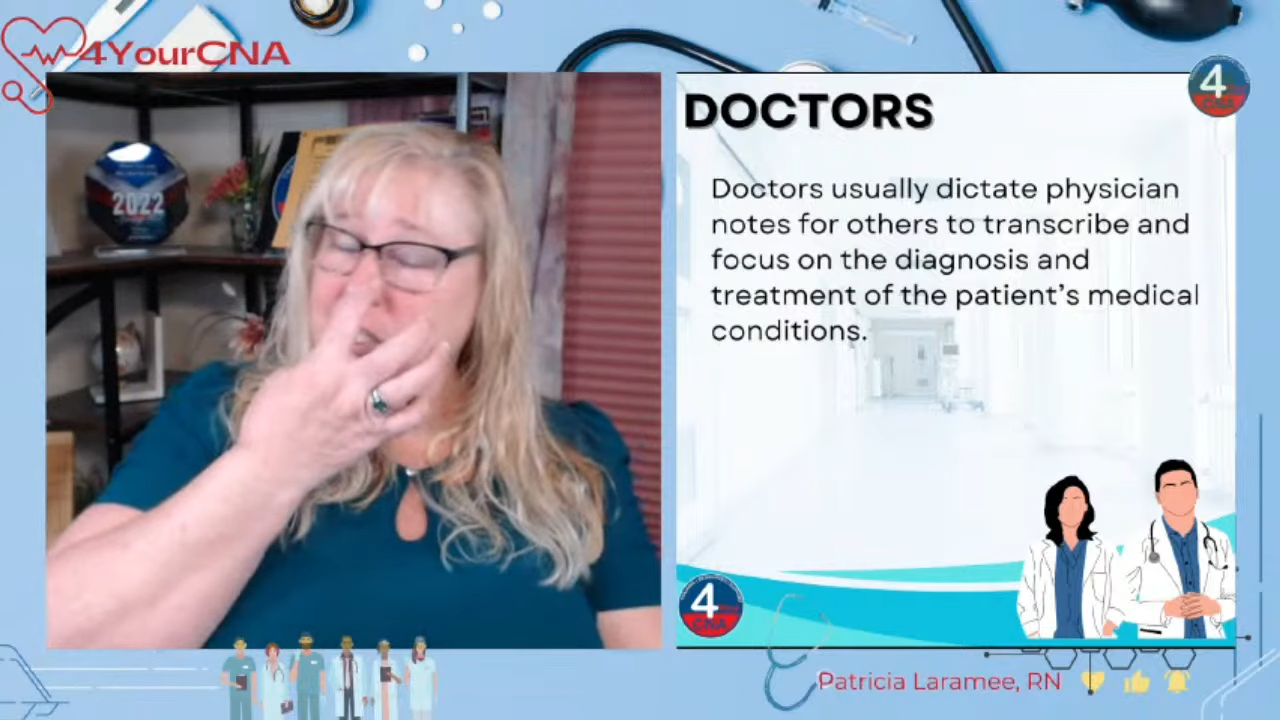 4YourCNA
2022
4
CNA
DOCTORS
Doctors usually dictate physician
notes for others to transcribe and
focus on the diagnosis and
treatment of the patient's medical
conditions.
4
CNA
Patricia Laramee, RN